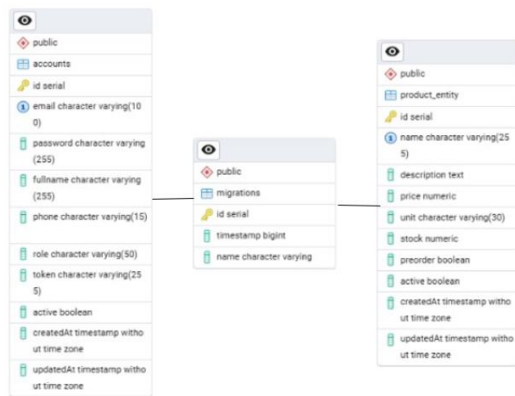 public
accounts
id serial
email character varying(10
0)
password character varying
(255)
fullname character varying
(255)
phone character varying(15)
role character varying(50)
token character varying(25
5)
active boolean
createdAt timestamp witho
ut time zone
updatedAt timestamp witho
ut time zone
public
migrations
id serial
timestamp bigint
name character varying
public
product_entity
id serial
name character varying(25
5)
description text
price numeric
unit character varying(30)
stock numeric
preorder boolean
active boolean
createdAt timestamp witho
ut time zone
updatedAt timestamp witho
ut time zone